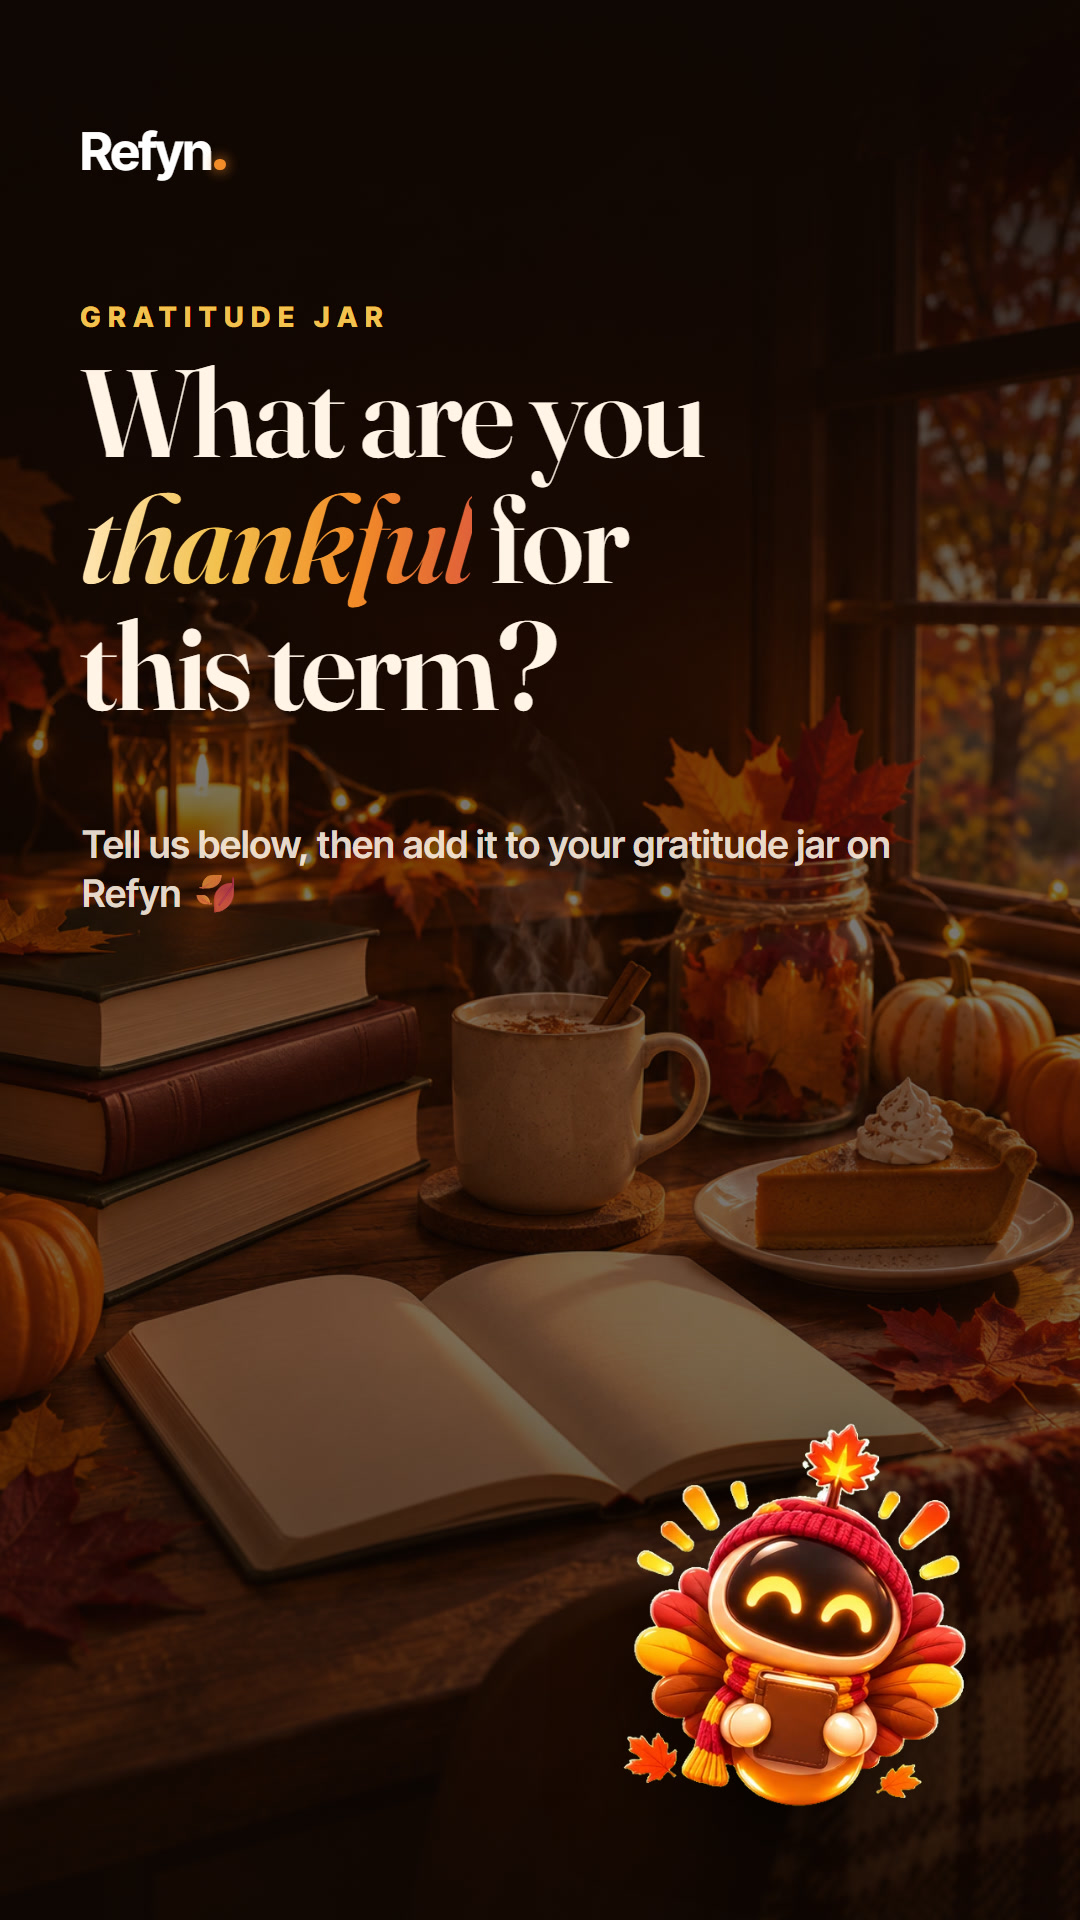 Refyn.
GRATITUDE JAR
What are you
thankful for
this term?
Tell us below, then add it to your gratitude jar on
Refyn 🍂